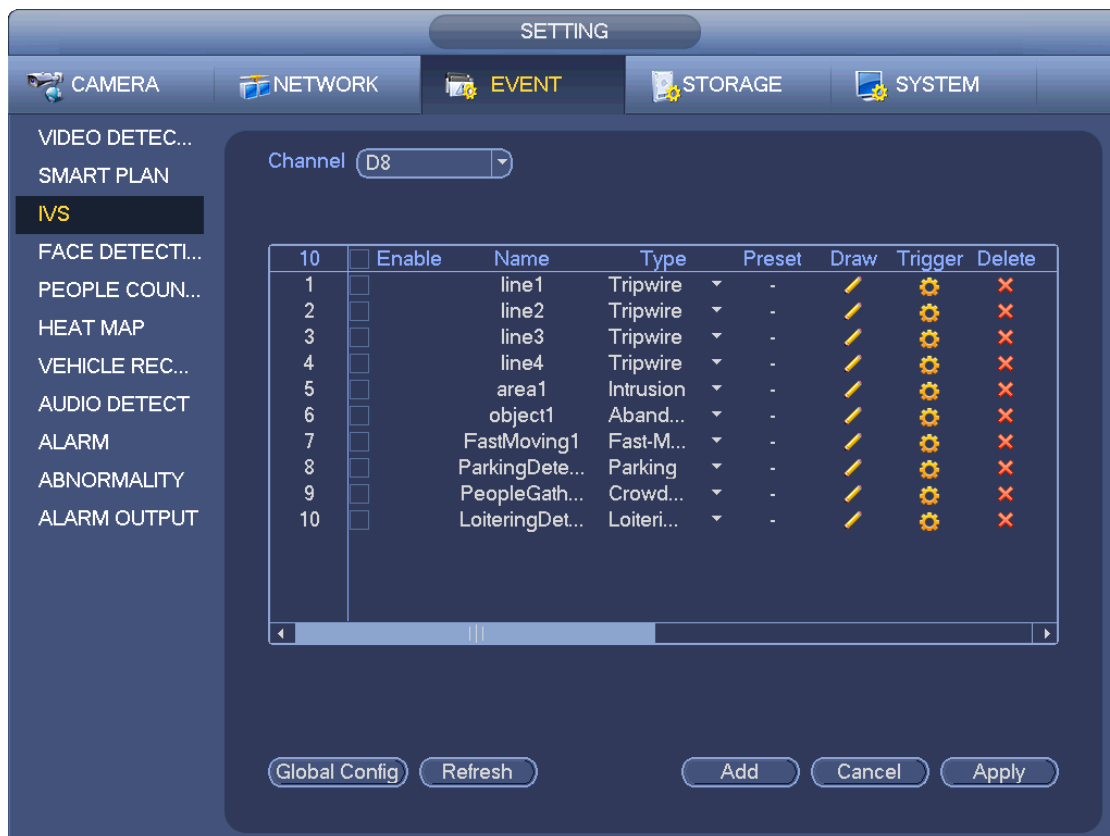 SETTING
CAMERA NETWORK EVENT STORAGE SYSTEM
VIDEO DETEC...
SMART PLAN
IVS
FACE DETECTI...
PEOPLE COUN...
HEAT MAP
VEHICLE REC...
AUDIO DETECT
ALARM
ABNORMALITY
ALARM OUTPUT
Channel D8
10 Enable Name Type Preset Draw Trigger Delete
1 line1 Tripwire -
2 line2 Tripwire -
3 line3 Tripwire -
4 line4 Tripwire -
5 area1 Intrusion -
6 object1 Aband... -
7 FastMoving1 Fast-M... -
8 ParkingDete... Parking -
9 PeopleGath... Crowd... -
10 LoiteringDet... Loiteri... -
Global Config Refresh Add Cancel Apply